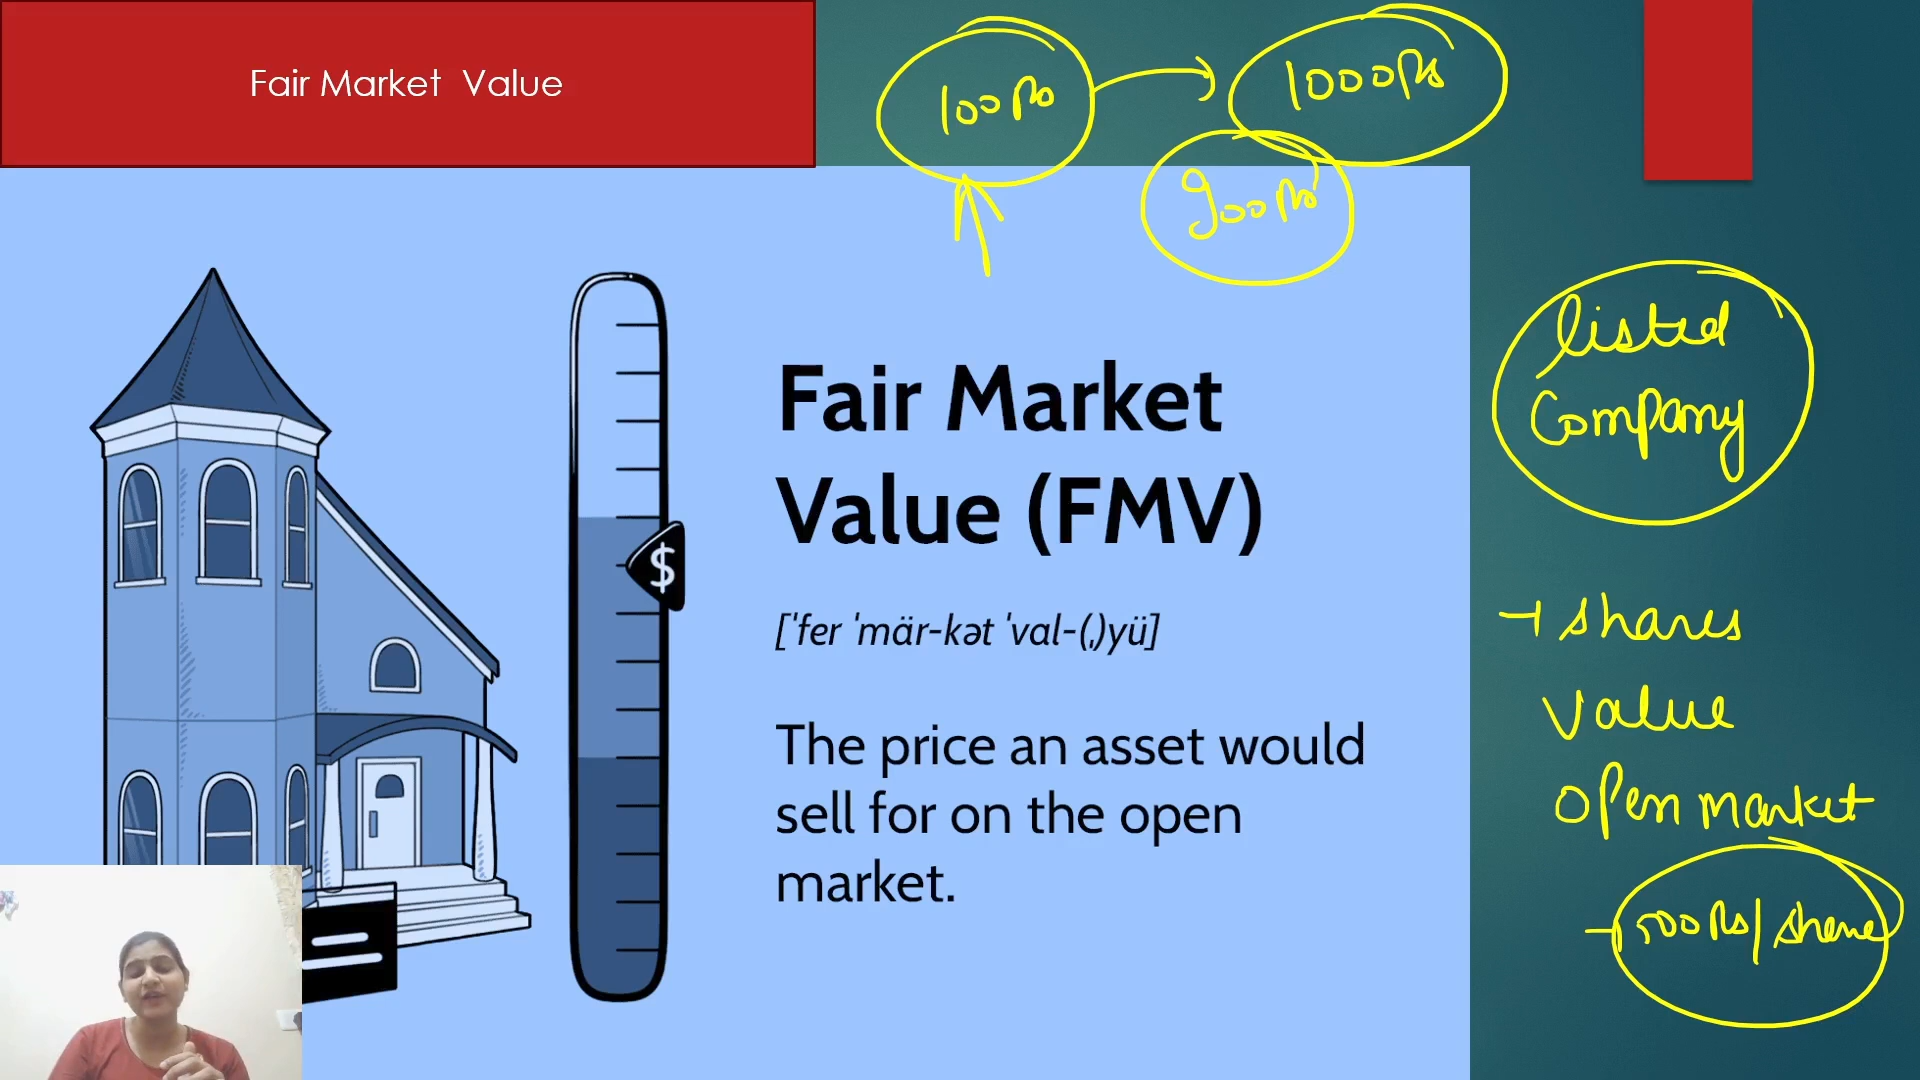 Fair Market Value
100 Rs
1000 Rs
900 Rs
Fair Market
Value (FMV)
['fer 'mär-kət 'val-(ˌ)yü]
The price an asset would
sell for on the open
market.
$
listed
Company
shares
Value
open market
500 Rs/share